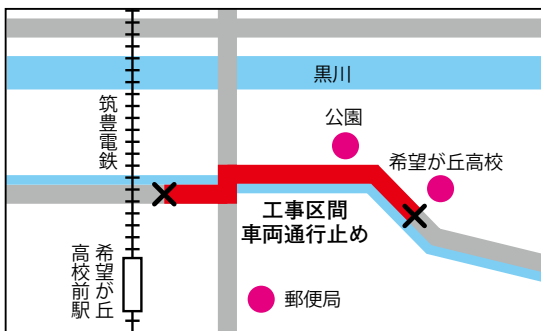 黒川
筑豊電鉄
公園
希望が丘高校
工事区間
車両通行止め
希望が丘
高校前駅
郵便局